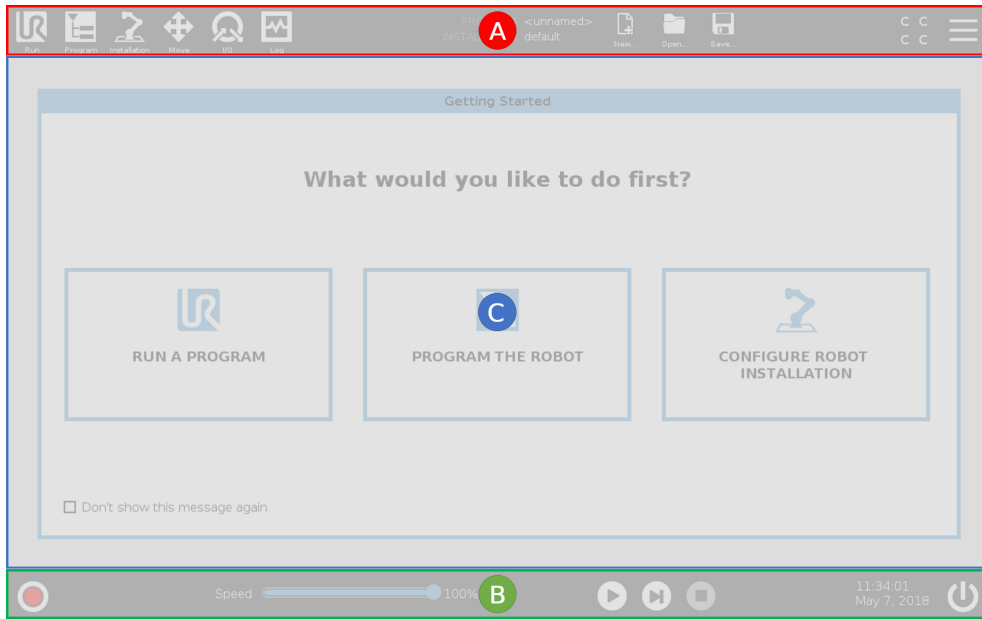 <unnamed>
default
C C
C C
Run
Program
Installation
Move
I/O
Log
New...
Open...
Save...
A
Getting Started
What would you like to do first?
C
RUN A PROGRAM
PROGRAM THE ROBOT
CONFIGURE ROBOT
INSTALLATION
Don't show this message again
Speed
100%
B
11:34:01
May 7, 2018